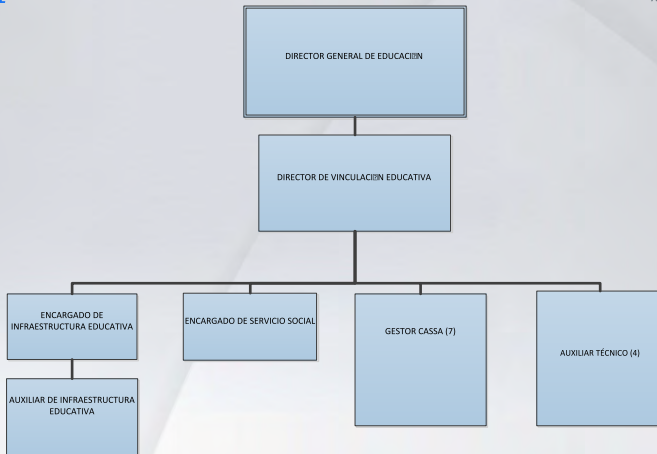 DIRECTOR GENERAL DE EDUCACI⍰N
DIRECTOR DE VINCULACI⍰N EDUCATIVA
ENCARGADO DE
INFRAESTRUCTURA EDUCATIVA
ENCARGADO DE SERVICIO SOCIAL
GESTOR CASSA (7)
AUXILIAR TÉCNICO (4)
AUXILIAR DE INFRAESTRUCTURA
EDUCATIVA